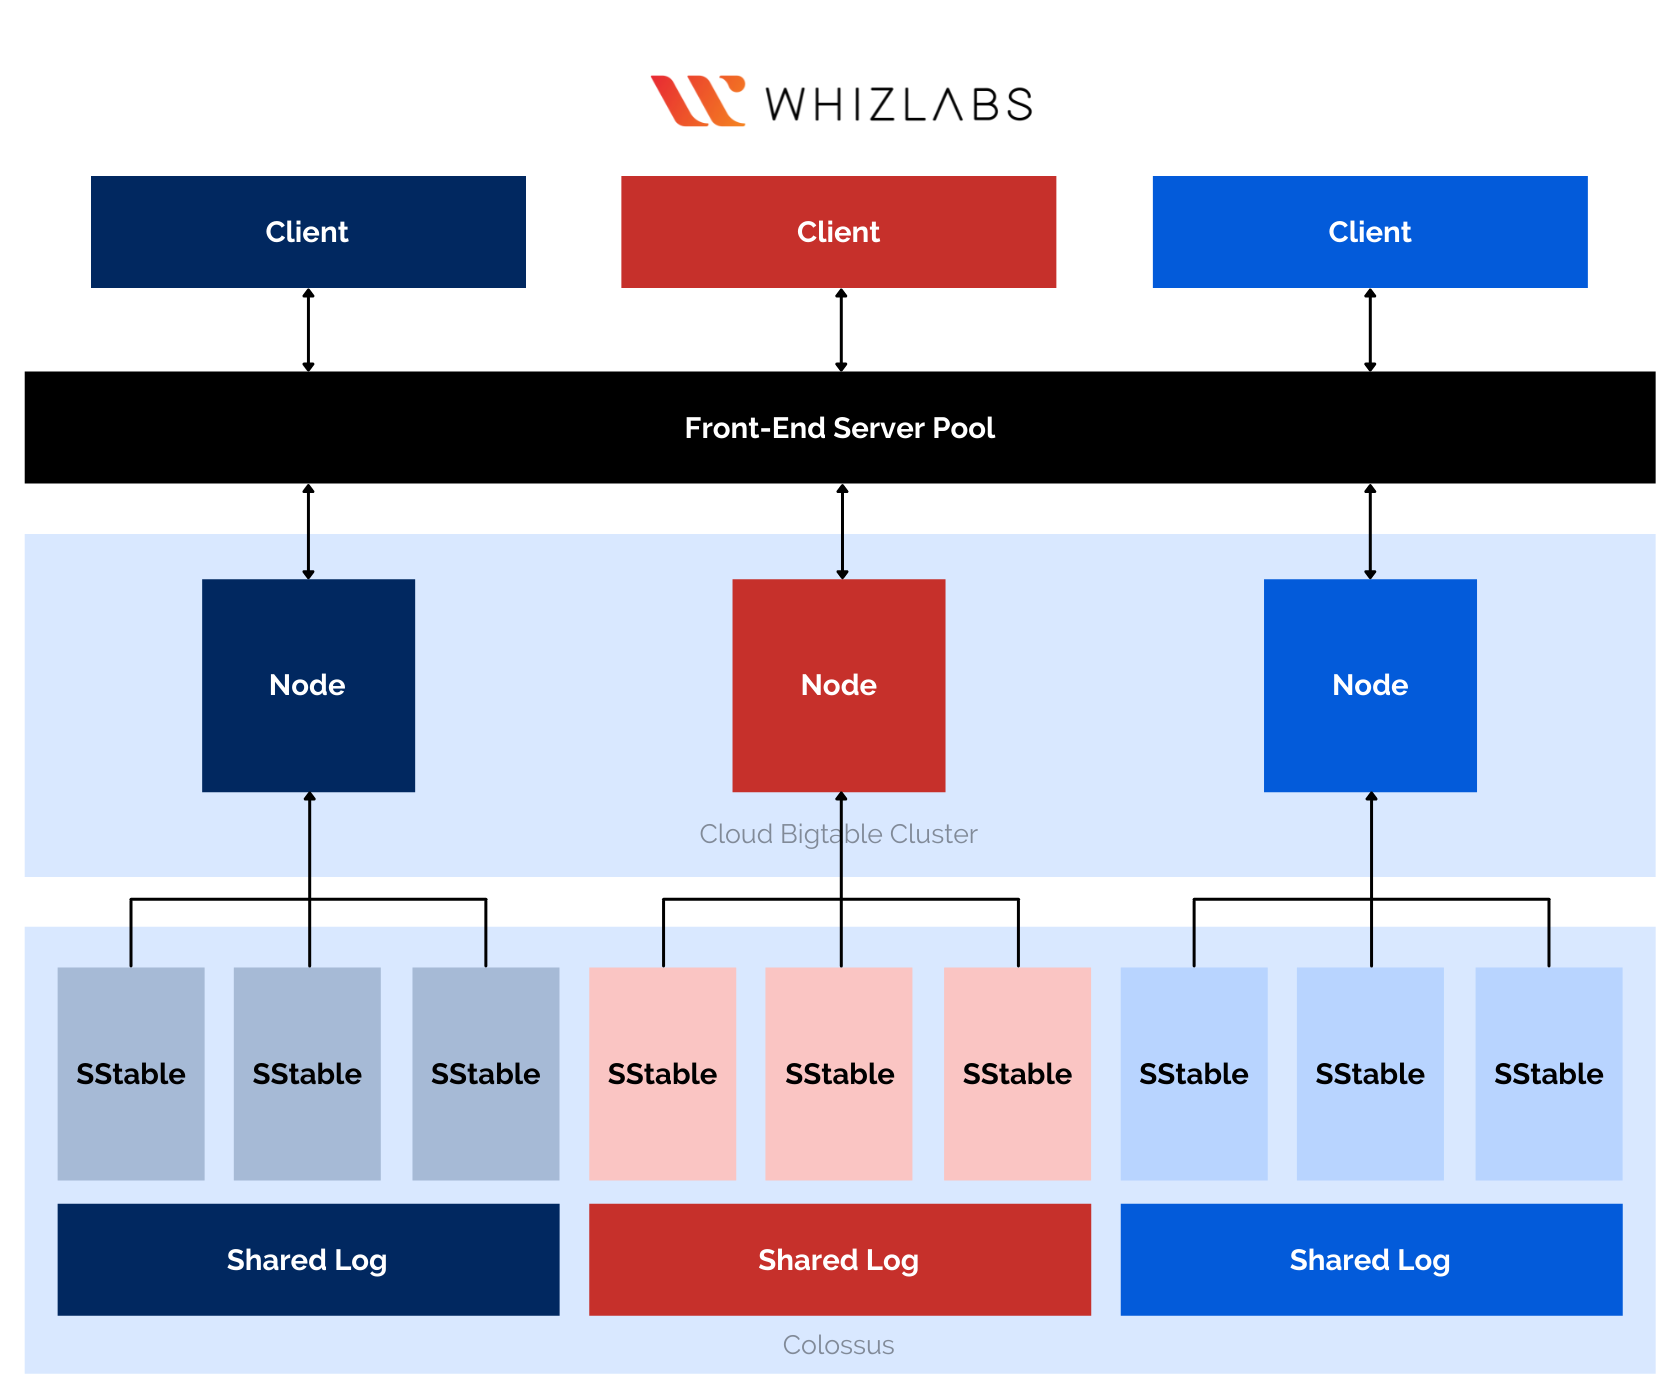 WHIZLABS
Client
Client
Client
Front-End Server Pool
Node
Node
Node
Cloud Bigtable Cluster
SStable
SStable
SStable
SStable
SStable
SStable
SStable
SStable
SStable
Shared Log
Shared Log
Shared Log
Colossus